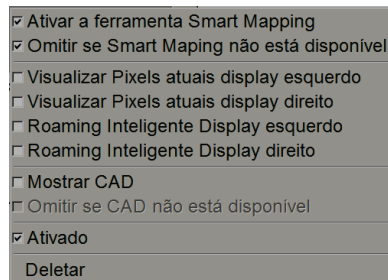 Ativar a ferramenta Smart Mapping
Omitir se Smart Maping não está disponível
Visualizar Pixels atuais display esquerdo
Visualizar Pixels atuais display direito
Roaming Inteligente Display esquerdo
Roaming Inteligente Display direito
Mostrar CAD
Omitir se CAD não está disponível
Ativado
Deletar